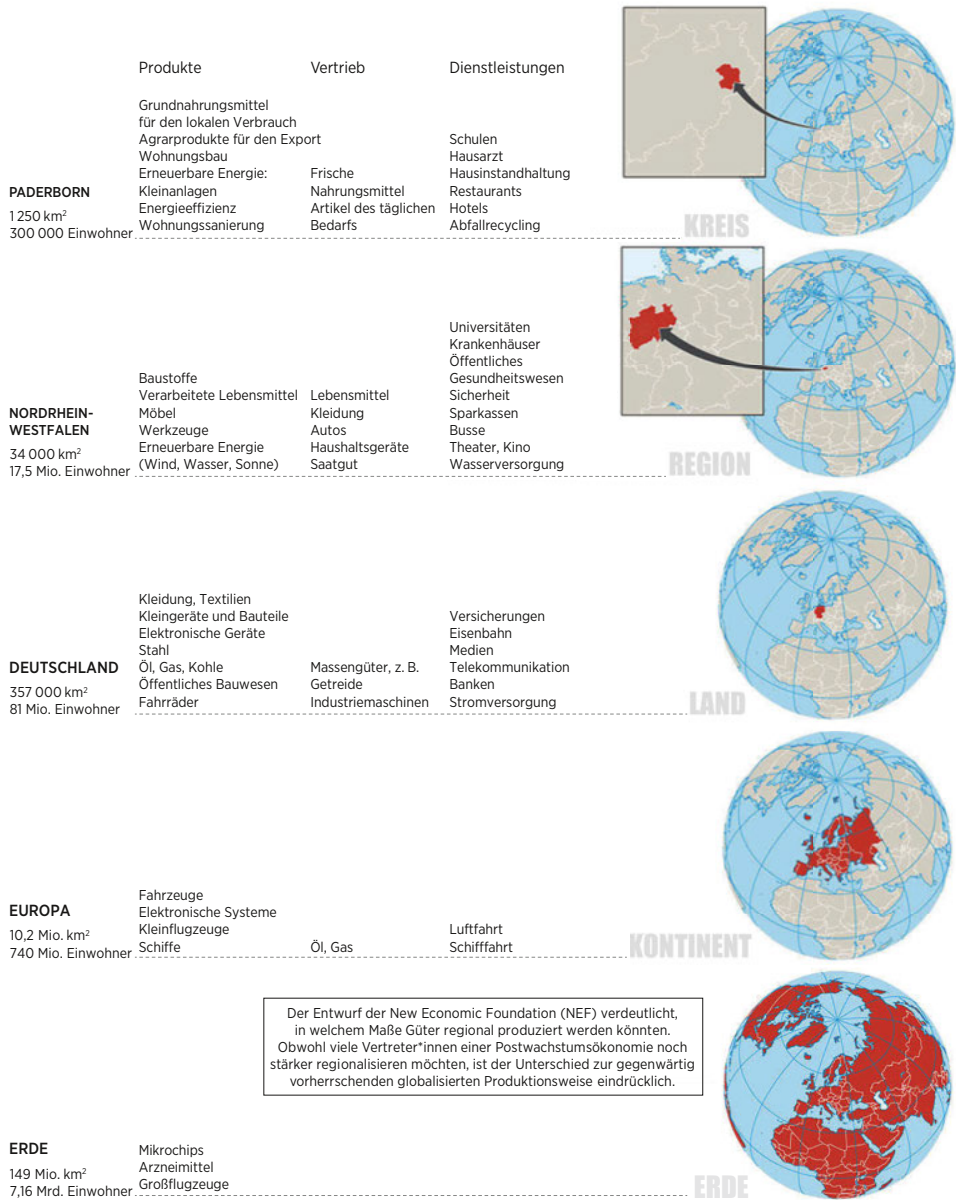 Produkte Vertrieb Dienstleistungen
Grundnahrungsmittel
für den lokalen Verbrauch
Agrarprodukte für den Export Schulen
Wohnungsbau Hausarzt
Erneuerbare Energie: Frische Hausinstandhaltung
PADERBORN Kleinanlagen Nahrungsmittel Restaurants
1 250 km² Energieeffizienz Artikel des täglichen Hotels
300 000 Einwohner Wohnungssanierung Bedarfs Abfallrecycling KREIS
Universitäten
Krankenhäuser
Öffentliches
Baustoffe Gesundheitswesen
Verarbeitete Lebensmittel Lebensmittel Sicherheit
NORDRHEIN- Möbel Kleidung Sparkassen
WESTFALEN Werkzeuge Autos Busse
34 000 km² Erneuerbare Energie Haushaltsgeräte Theater, Kino
17,5 Mio. Einwohner (Wind, Wasser, Sonne) Saatgut Wasserversorgung REGION
Kleidung, Textilien
Kleingeräte und Bauteile Versicherungen
Elektronische Geräte Eisenbahn
Stahl Medien
DEUTSCHLAND Öl, Gas, Kohle Massengüter, z. B. Telekommunikation
357 000 km² Öffentliches Bauwesen Getreide Banken
81 Mio. Einwohner Fahrräder Industriemaschinen Stromversorgung LAND
Fahrzeuge
EUROPA Elektronische Systeme
10,2 Mio. km² Kleinflugzeuge Luftfahrt
740 Mio. Einwohner Schiffe Öl, Gas Schifffahrt KONTINENT
Der Entwurf der New Economic Foundation (NEF) verdeutlicht,
in welchem Maße Güter regional produziert werden könnten.
Obwohl viele Vertreter*innen einer Postwachstumsökonomie noch
stärker regionalisieren möchten, ist der Unterschied zur gegenwärtig
vorherrschenden globalisierten Produktionsweise eindrücklich.
ERDE Mikrochips
149 Mio. km² Arzneimittel
7,16 Mrd. Einwohner Großflugzeuge ERDE